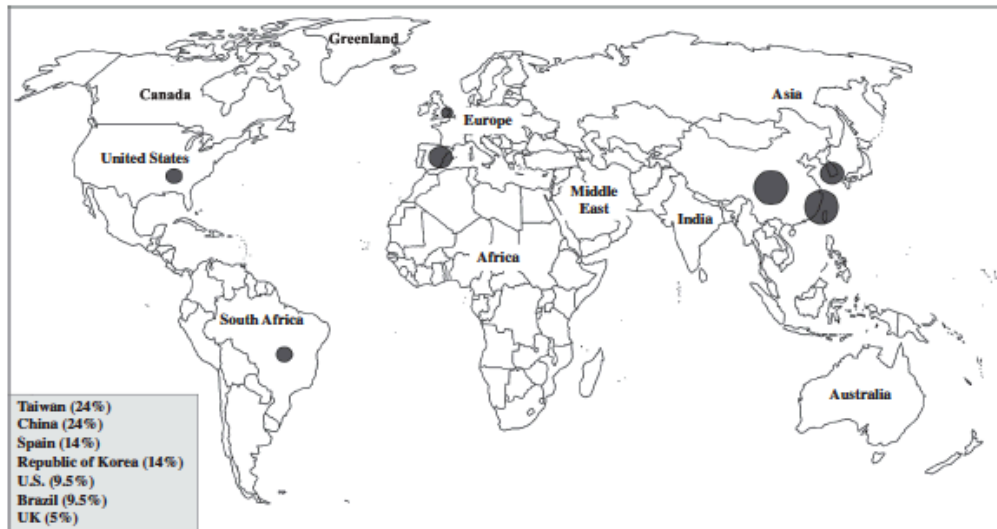 Greenland
Canada
Asia
Europe
United States
Middle
East
India
Africa
South Africa
Australia
Taiwan (24%)
China (24%)
Spain (14%)
Republic of Korea (14%)
U.S. (9.5%)
Brazil (9.5%)
UK (5%)